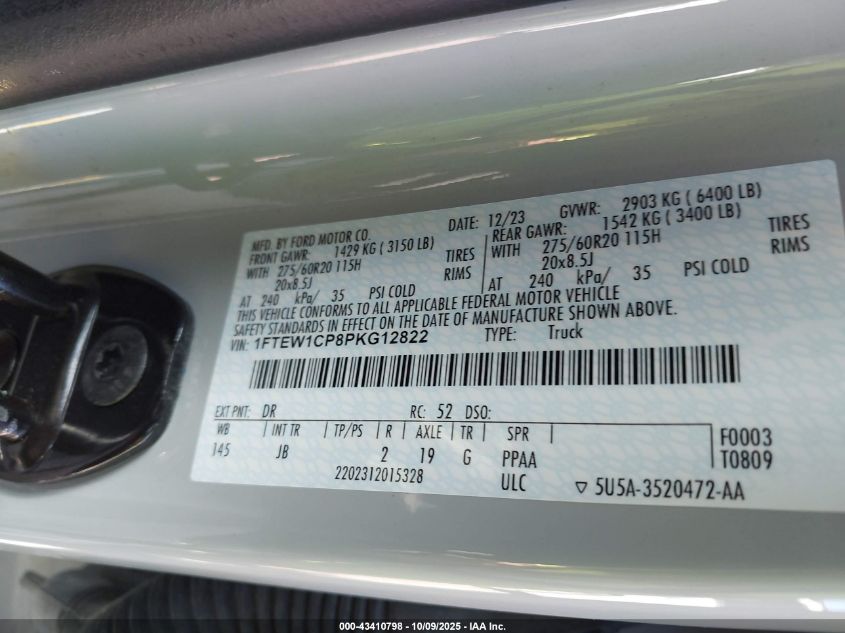 MFD. BY FORD MOTOR CO. DATE: 12/23 GVWR: 2903 KG ( 6400 LB)
FRONT GAWR: 1429 KG ( 3150 LB) REAR GAWR: 1542 KG ( 3400 LB)
WITH 275/60R20 115H TIRES WITH 275/60R20 115H TIRES
20x8.5J RIMS 20x8.5J RIMS
AT 240 kPa/ 35 PSI COLD AT 240 kPa/ 35 PSI COLD
THIS VEHICLE CONFORMS TO ALL APPLICABLE FEDERAL MOTOR VEHICLE
SAFETY STANDARDS IN EFFECT ON THE DATE OF MANUFACTURE SHOWN ABOVE.
VIN: 1FTEW1CP8PKG12822 TYPE: Truck
EXT PNT: DR RC: 52 DSO:
WB INT TR TP/PS R AXLE TR SPR F0003
145 JB 2 19 G PPAA T0809
2202312015328 ULC ▽ 5U5A-3520472-AA
000-43410798 - 10/09/2025 - IAA Inc.